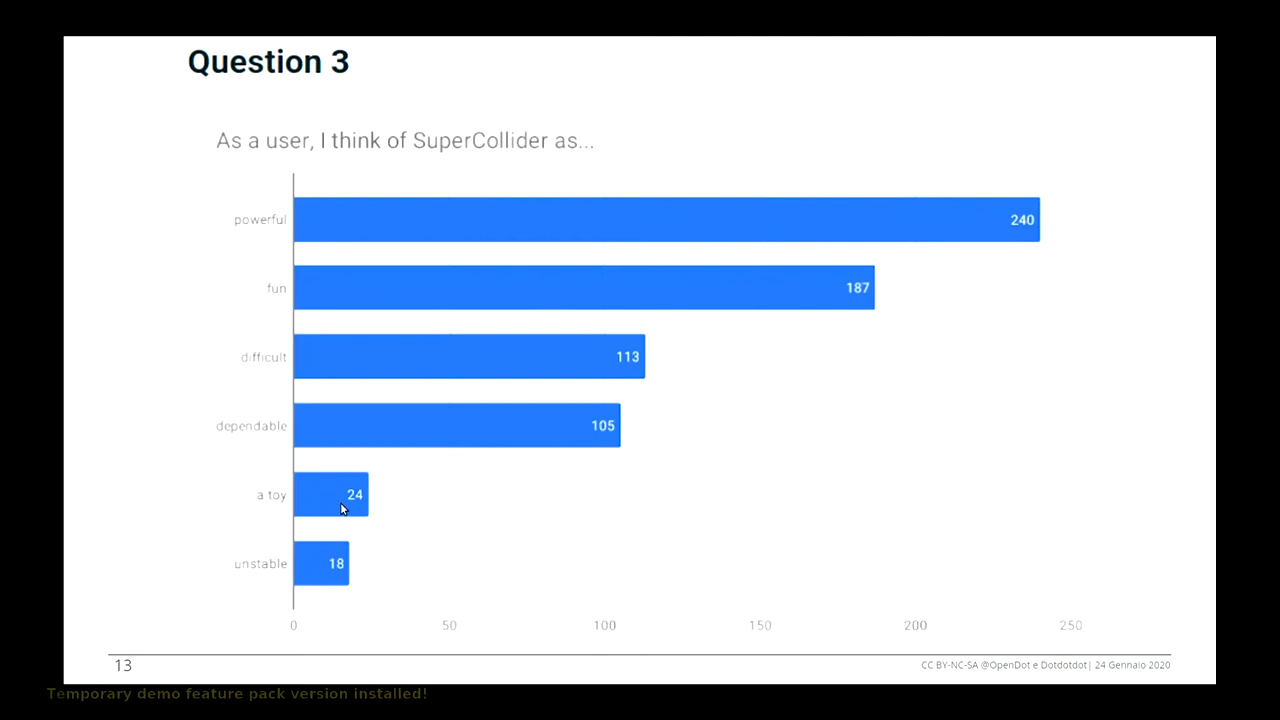 Question 3
As a user, I think of SuperCollider as...
powerful 240
fun 187
difficult 113
dependable 105
a toy 24
unstable 18
0 50 100 150 200 250
13 CC BY-NC-SA @OpenDot e Dotdotdot| 24 Gennaio 2020
Temporary demo feature pack version installed!